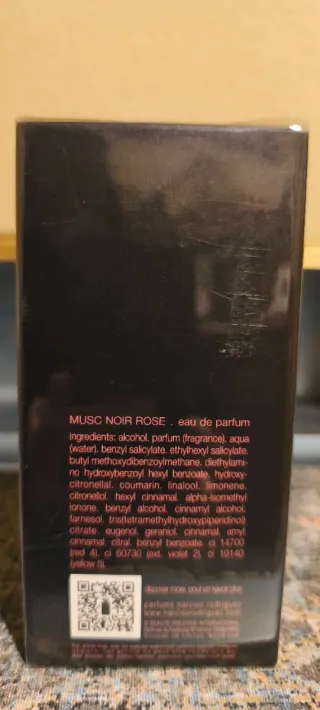 MUSC NOIR ROSE . eau de parfum
ingredients: alcohol, parfum (fragrance), aqua
(water), benzyl salicylate, ethylhexyl salicylate,
butyl methoxydibenzoylmethane, diethylami-
no hydroxybenzoyl hexyl benzoate, hydroxy-
citronellal, coumarin, linalool, limonene,
citronellol, hexyl cinnamal, alpha-isomethyl
ionone, benzyl alcohol, cinnamyl alcohol,
farnesol, tris(tetramethylhydroxypiperidinol)
citrate, eugenol, geraniol, cinnamal, amyl
cinnamal, citral, benzyl benzoate, ci 14700
(red 4), ci 60730 (ext. violet 2), ci 19140
(yellow 5).
discover more, pour en savoir plus
parfums narciso rodriguez
www.narcisorodriguez.com